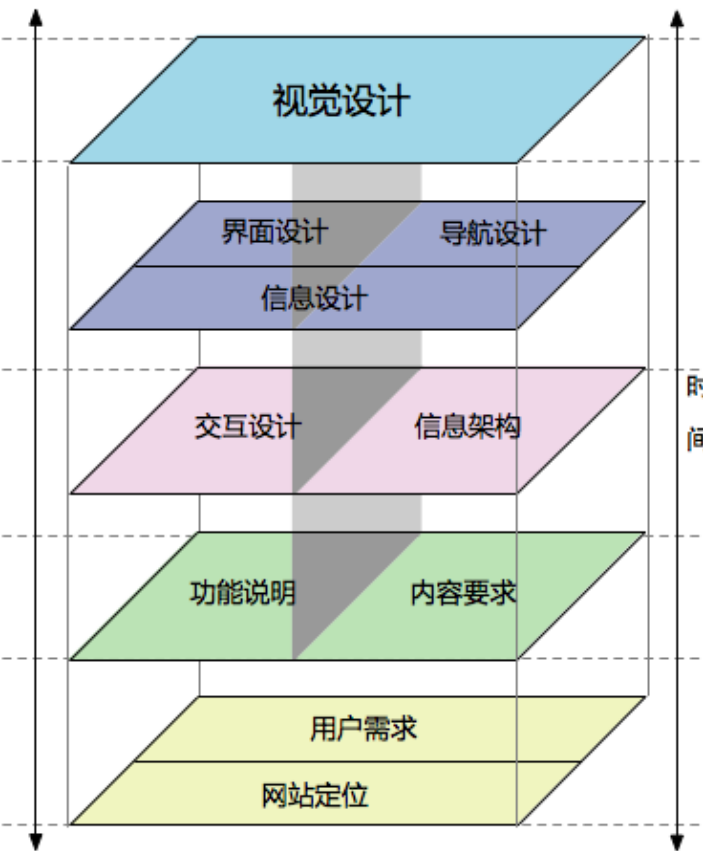 视觉设计
界面设计 导航设计
信息设计
时
间
交互设计 信息架构
功能说明 内容要求
用户需求
网站定位